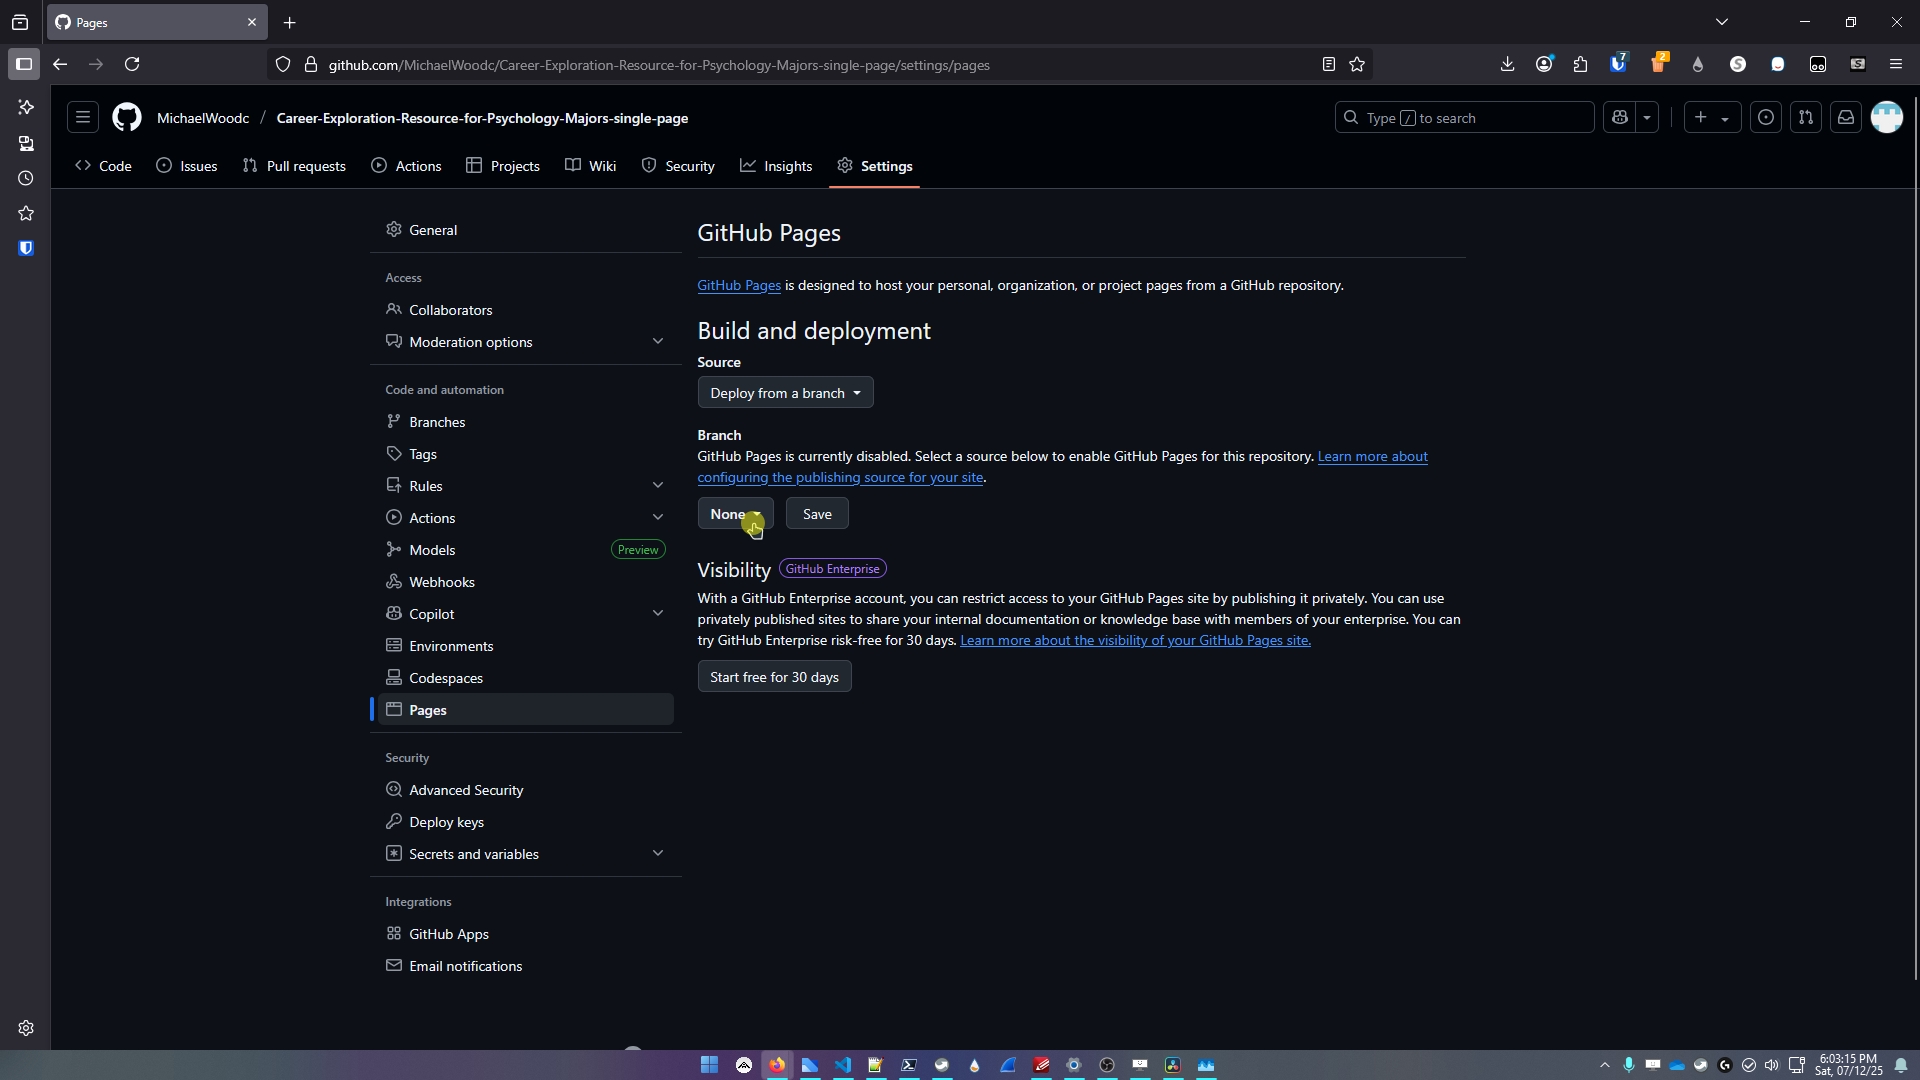 Pages
github.com/MichaelWoodc/Career-Exploration-Resource-for-Psychology-Majors-single-page/settings/pages
7
2
MichaelWoodc / Career-Exploration-Resource-for-Psychology-Majors-single-page
Type / to search
Code
Issues
Pull requests
Actions
Projects
Wiki
Security
Insights
Settings
General
Access
Collaborators
Moderation options
Code and automation
Branches
Tags
Rules
Actions
Models
Preview
Webhooks
Copilot
Environments
Codespaces
Pages
Security
Advanced Security
Deploy keys
Secrets and variables
Integrations
GitHub Apps
Email notifications
GitHub Pages
GitHub Pages is designed to host your personal, organization, or project pages from a GitHub repository.
Build and deployment
Source
Deploy from a branch
Branch
GitHub Pages is currently disabled. Select a source below to enable GitHub Pages for this repository. Learn more about
configuring the publishing source for your site.
None
Save
Visibility
GitHub Enterprise
With a GitHub Enterprise account, you can restrict access to your GitHub Pages site by publishing it privately. You can use
privately published sites to share your internal documentation or knowledge base with members of your enterprise. You can
try GitHub Enterprise risk-free for 30 days. Learn more about the visibility of your GitHub Pages site.
Start free for 30 days
6:03:15 PM
Sat, 07/12/25